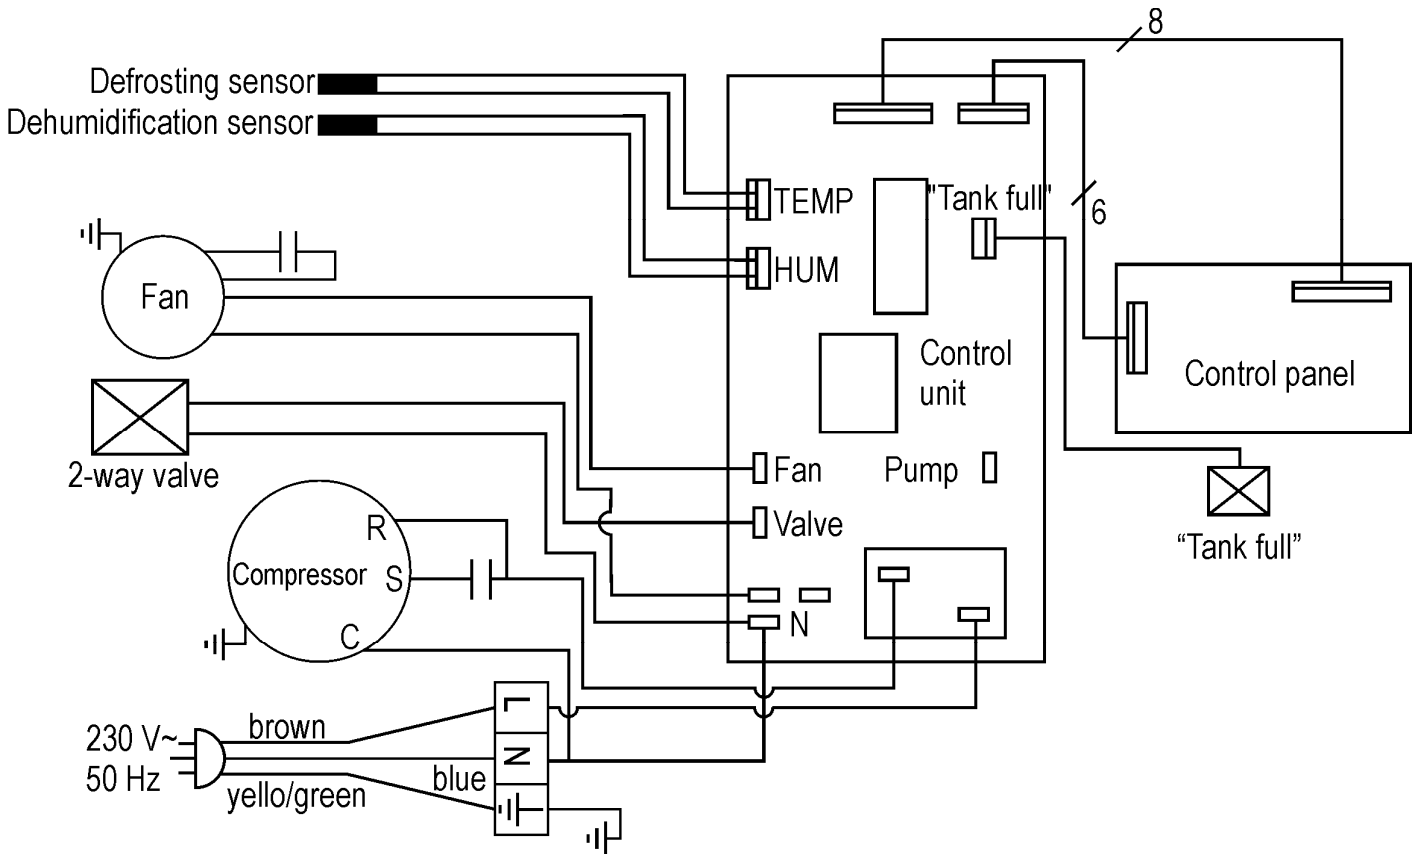 8
Defrosting sensor
Dehumidification sensor
TEMP
"Tank full"
6
HUM
Fan
Control
unit
Control panel
2-way valve
Fan
Pump
Valve
“Tank full”
R
Compressor
S
C
N
L
brown
230 V~
N
50 Hz
blue
yello/green